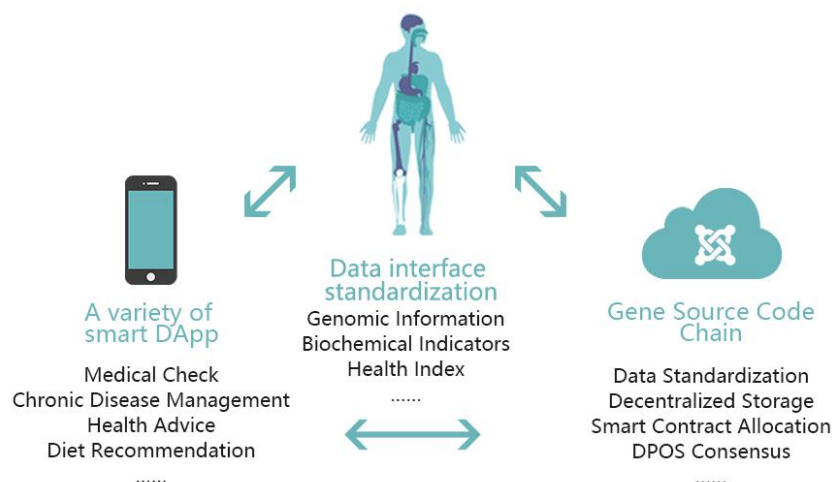 Data interface
standardization
Genomic Information
Biochemical Indicators
Health Index
......
A variety of
smart DApp
Medical Check
Chronic Disease Management
Health Advice
Diet Recommendation
......
Gene Source Code
Chain
Data Standardization
Decentralized Storage
Smart Contract Allocation
DPOS Consensus
......